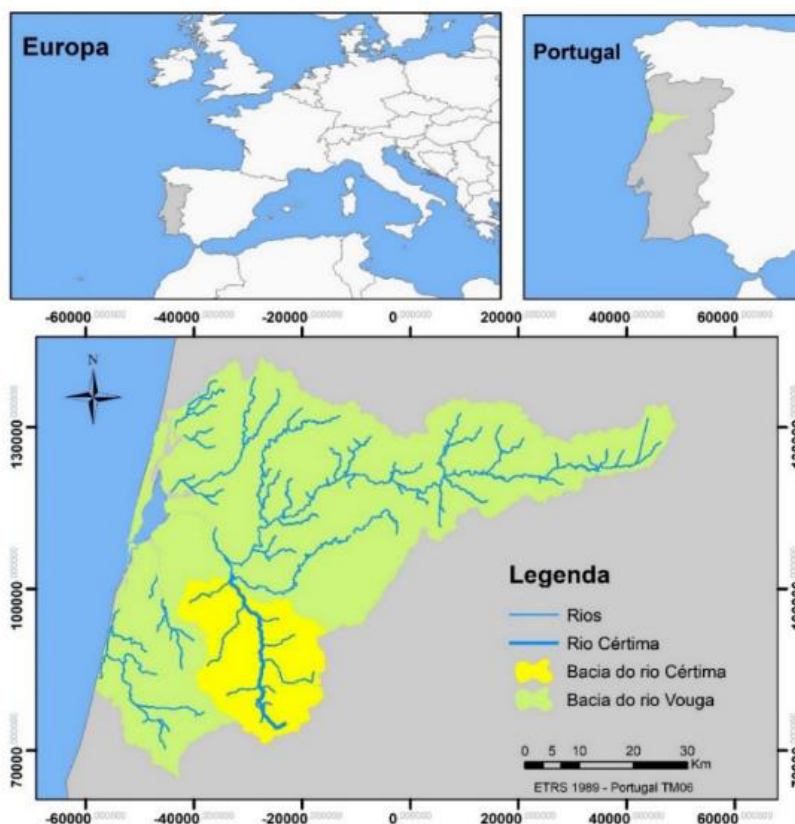 Europa
Portugal
-60000 -40000 -20000 0 20000 40000 60000
N
130000
100000
70000
Legenda
Rios
Rio Cértima
Bacia do rio Cértima
Bacia do rio Vouga
0 5 10 20 30
Km
ETRS 1989 - Portugal TM06
-60000 -40000 -20000 0 20000 40000 60000